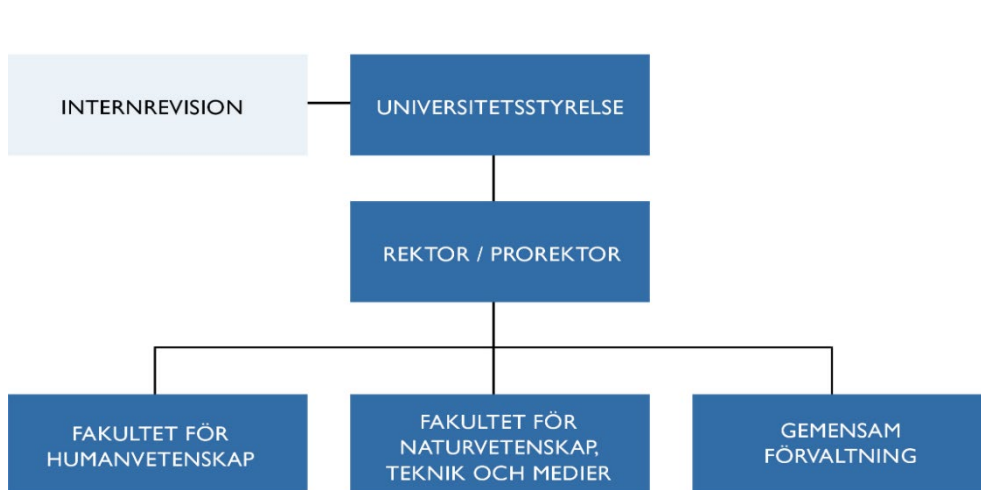 INTERNREVISION
UNIVERSITETSSTYRELSE
REKTOR / PROREKTOR
FAKULTET FÖR
HUMANVETENSKAP
FAKULTET FÖR
NATURVETENSKAP,
TEKNIK OCH MEDIER
GEMENSAM
FÖRVALTNING